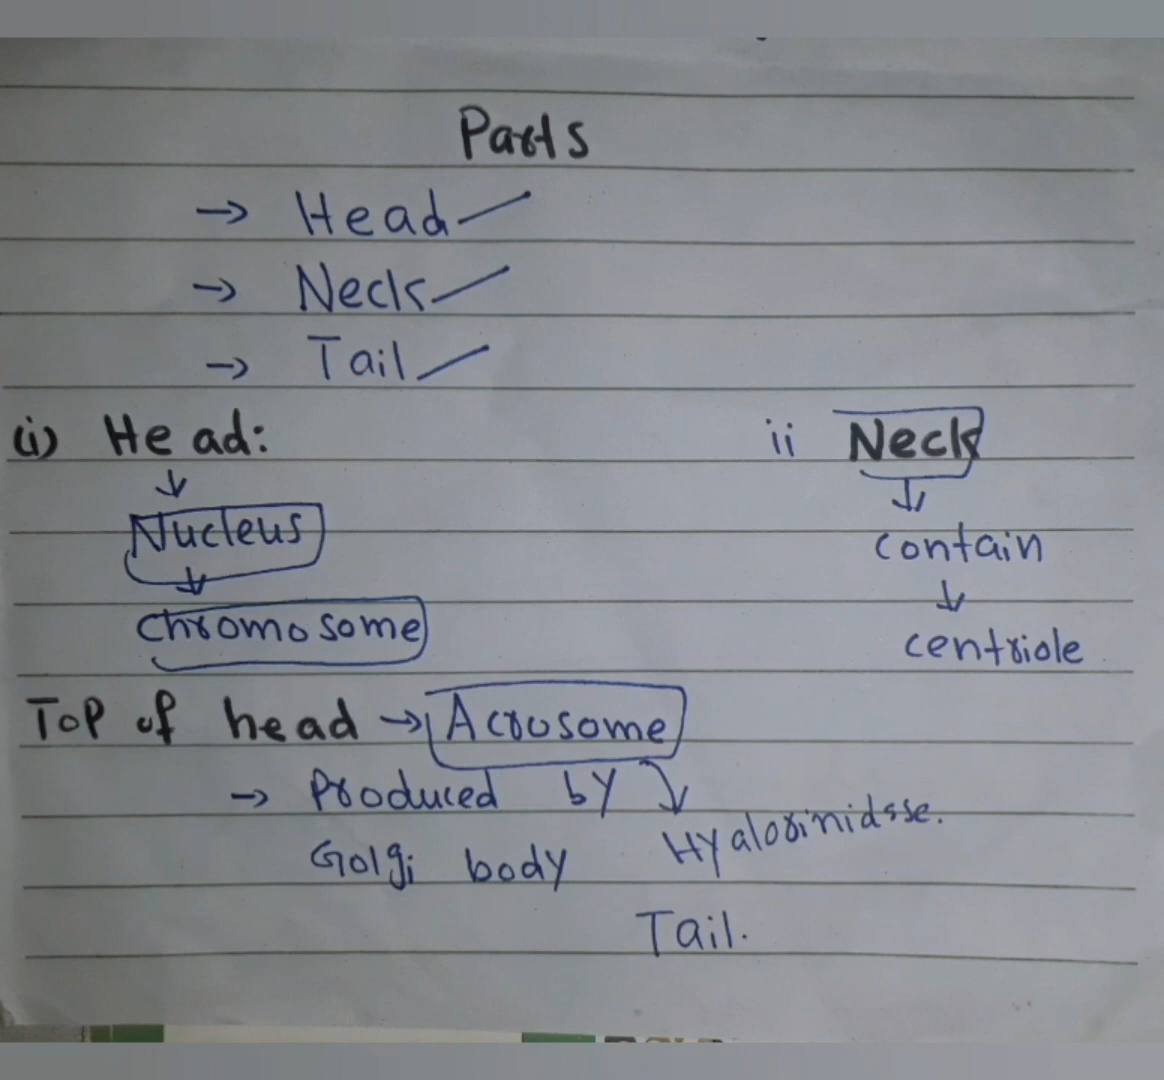 Parts
→ Head
→ Neck
→ Tail
(i) Head:
↓
Nucleus
↓
chromosome
ii Neck
↓
contain
↓
centriole
Top of head → Acrosome
→ Produced by
Golgi body
Hyalorinidase.
Tail.